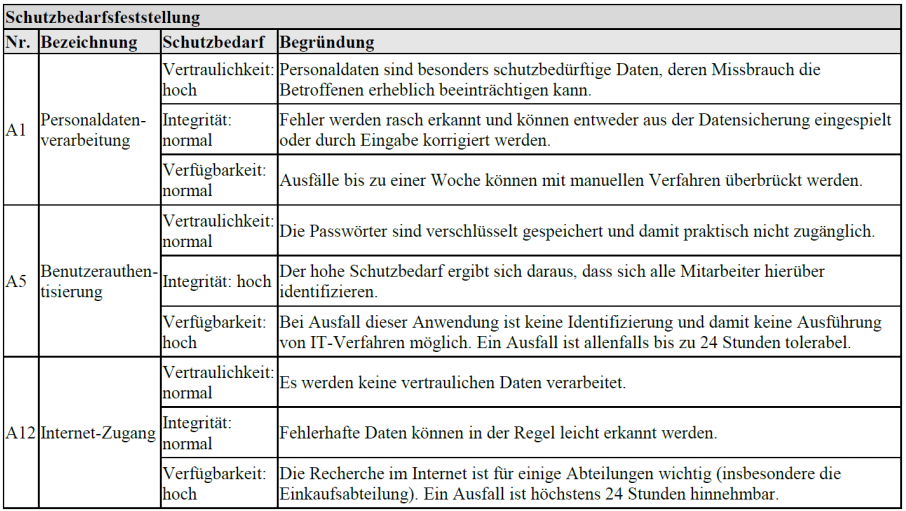 Schutzbedarfsfeststellung
Nr. Bezeichnung Schutzbedarf Begründung
A1
Personaldaten-
verarbeitung
Vertraulichkeit:
hoch
Personaldaten sind besonders schutzbedürftige Daten, deren Missbrauch die
Betroffenen erheblich beeinträchtigen kann.
Integrität:
normal
Fehler werden rasch erkannt und können entweder aus der Datensicherung eingespielt
oder durch Eingabe korrigiert werden.
Verfügbarkeit:
normal
Ausfälle bis zu einer Woche können mit manuellen Verfahren überbrückt werden.
A5
Benutzerauthen-
tisierung
Vertraulichkeit:
normal
Die Passwörter sind verschlüsselt gespeichert und damit praktisch nicht zugänglich.
Integrität: hoch
Der hohe Schutzbedarf ergibt sich daraus, dass sich alle Mitarbeiter hierüber
identifizieren.
Verfügbarkeit:
hoch
Bei Ausfall dieser Anwendung ist keine Identifizierung und damit keine Ausführung
von IT-Verfahren möglich. Ein Ausfall ist allenfalls bis zu 24 Stunden tolerabel.
A12
Internet-Zugang
Vertraulichkeit:
normal
Es werden keine vertraulichen Daten verarbeitet.
Integrität:
normal
Fehlerhafte Daten können in der Regel leicht erkannt werden.
Verfügbarkeit:
hoch
Die Recherche im Internet ist für einige Abteilungen wichtig (insbesondere die
Einkaufsabteilung). Ein Ausfall ist höchstens 24 Stunden hinnehmbar.